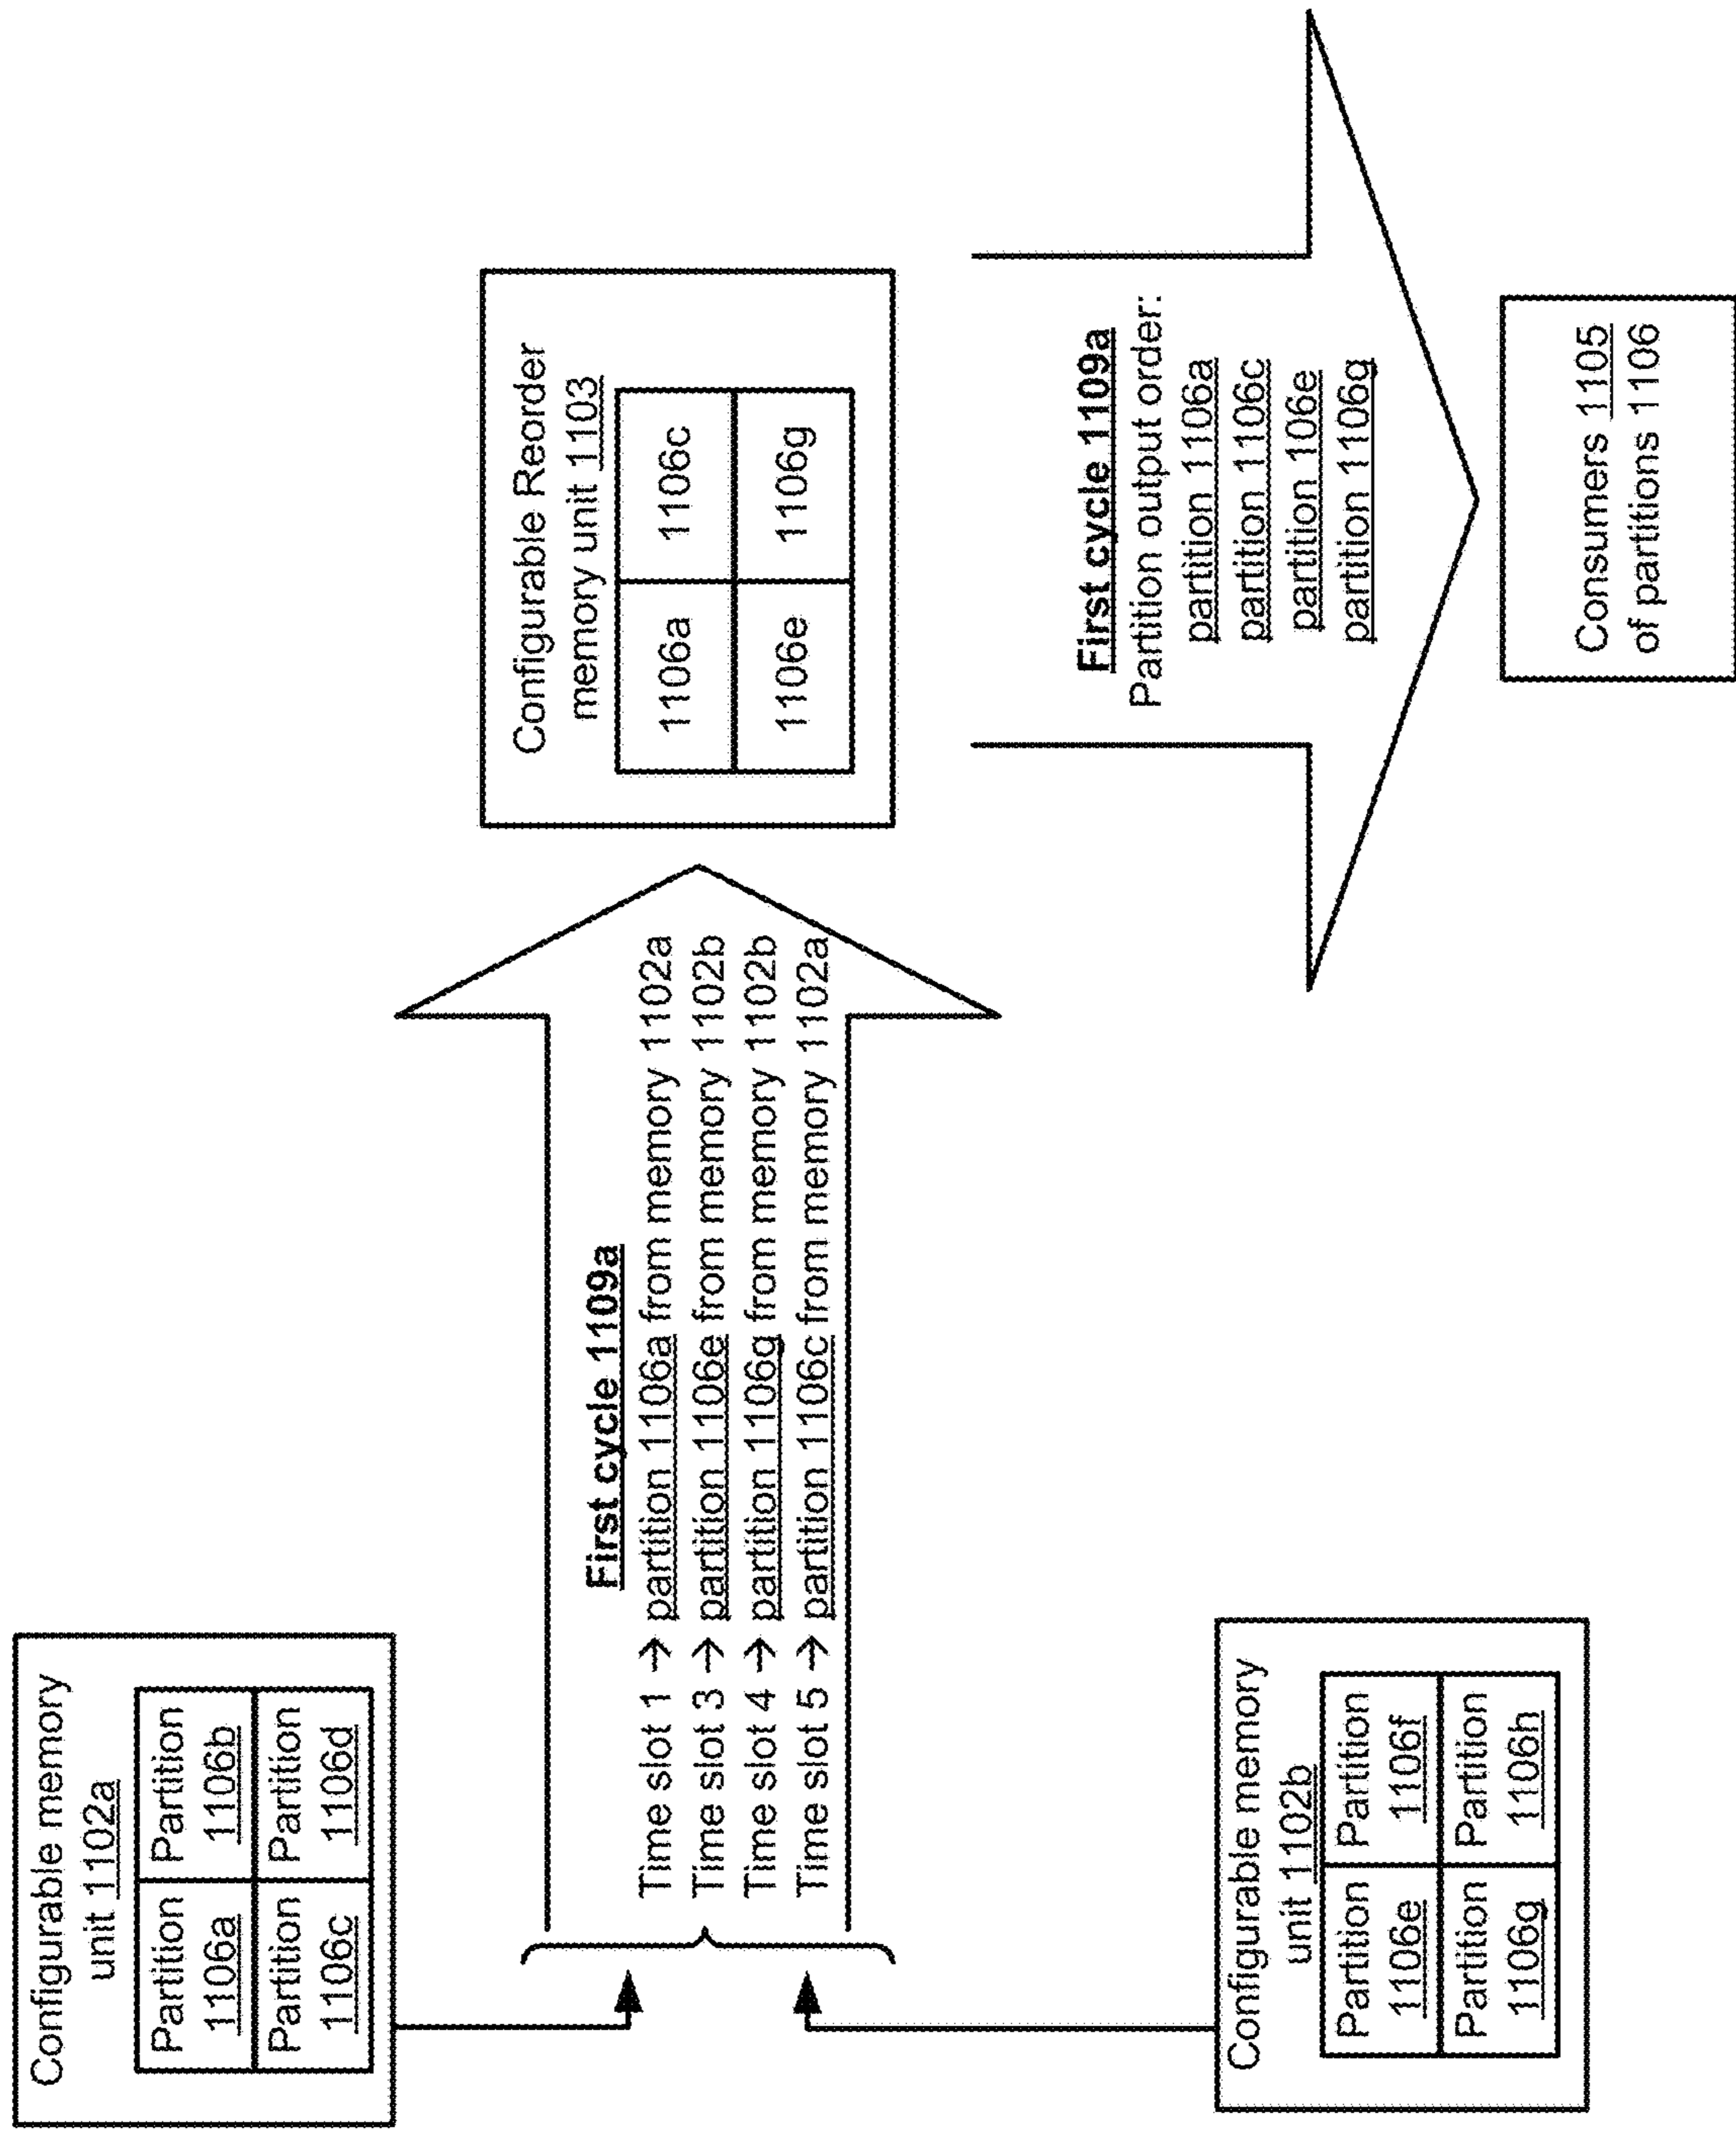 Configurable memory
unit 1102a
Partition 1106a
Partition 1106b
Partition 1106c
Partition 1106d
First cycle 1109a
Time slot 1 → partition 1106a from memory 1102a
Time slot 3 → partition 1106e from memory 1102b
Time slot 4 → partition 1106g from memory 1102b
Time slot 5 → partition 1106c from memory 1102a
Configurable memory
unit 1102b
Partition 1106e
Partition 1106f
Partition 1106g
Partition 1106h
Configurable Reorder
memory unit 1103
1106a 1106c
1106e 1106g
First cycle 1109a
Partition output order:
partition 1106a
partition 1106c
partition 106e
partition 1106g
Consumers 1105
of partitions 1106